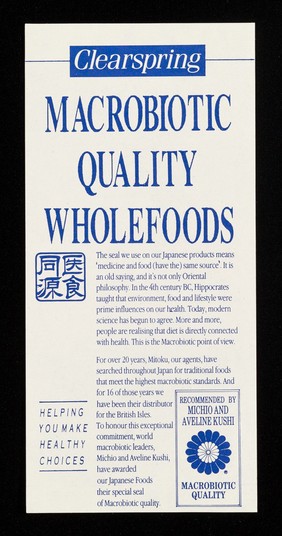 Clearspring
MACROBIOTIC
QUALITY
WHOLEFOODS
医食
同源
The seal we use on our Japanese products means
"medicine and food (have the) same source". It is
an old saying, and it's not only Oriental
philosophy. In the 4th century BC, Hippocrates
taught that environment, food and lifestyle were
prime influences on our health. Today, modern
science has begun to agree. More and more,
people are realising that diet is directly connected
with health. This is the Macrobiotic point of view.
For over 20 years, Mitoku, our agents, have
searched throughout Japan for traditional foods
that meet the highest macrobiotic standards. And
for 16 of those years we
have been their distributor
for the British Isles.
To honour this exceptional
commitment, world
macrobiotic leaders,
Michio and Aveline Kushi,
have awarded
our Japanese Foods
their special seal
of Macrobiotic quality.
HELPING
YOU MAKE
HEALTHY
CHOICES
RECOMMENDED BY
MICHIO AND
AVELINE KUSHI
MACROBIOTIC
QUALITY